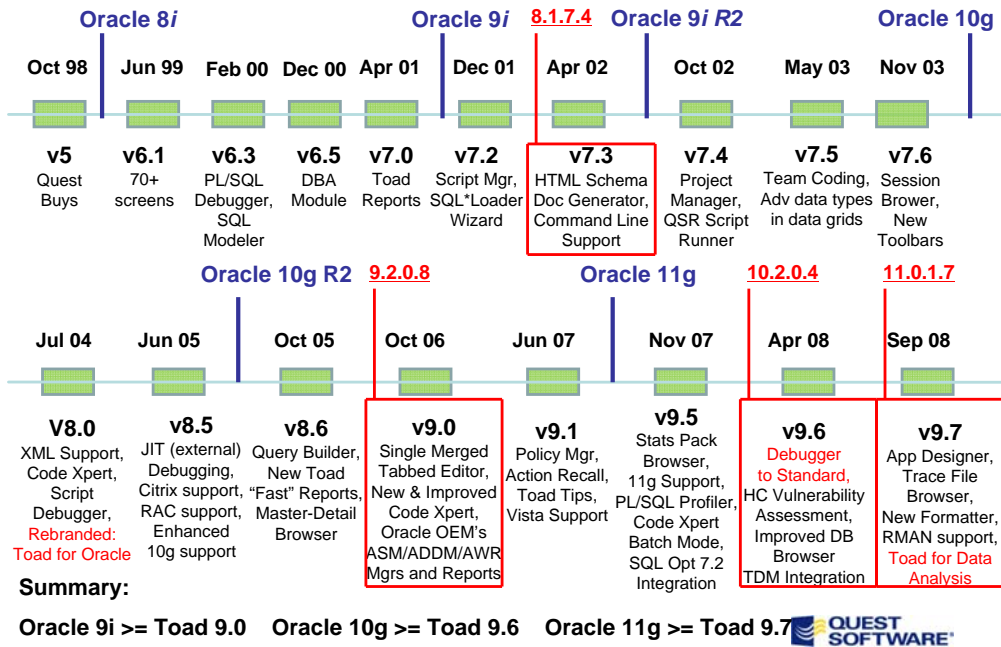 Oracle 8i
Oracle 9i
8.1.7.4
Oracle 9i R2
Oracle 10g
Oct 98
Jun 99
Feb 00
Dec 00
Apr 01
Dec 01
Apr 02
Oct 02
May 03
Nov 03
v5
Quest
Buys
v6.1
70+
screens
v6.3
PL/SQL
Debugger,
SQL
Modeler
v6.5
DBA
Module
v7.0
Toad
Reports
v7.2
Script Mgr,
SQL*Loader
Wizard
v7.3
HTML Schema
Doc Generator,
Command Line
Support
v7.4
Project
Manager,
QSR Script
Runner
v7.5
Team Coding,
Adv data types
in data grids
v7.6
Session
Brower,
New
Toolbars
Oracle 10g R2
9.2.0.8
Oracle 11g
10.2.0.4
11.0.1.7
Jul 04
Jun 05
Oct 05
Oct 06
Jun 07
Nov 07
Apr 08
Sep 08
V8.0
XML Support,
Code Xpert,
Script
Debugger,
Rebranded:
Toad for Oracle
v8.5
JIT (external)
Debugging,
Citrix support,
RAC support,
Enhanced
10g support
v8.6
Query Builder,
New Toad
“Fast” Reports,
Master-Detail
Browser
v9.0
Single Merged
Tabbed Editor,
New & Improved
Code Xpert,
Oracle OEM’s
ASM/ADDM/AWR
Mgrs and Reports
v9.1
Policy Mgr,
Action Recall,
Toad Tips,
Vista Support
v9.5
Stats Pack
Browser,
11g Support,
PL/SQL Profiler,
Code Xpert
Batch Mode,
SQL Opt 7.2
Integration
v9.6
Debugger
to Standard,
HC Vulnerability
Assessment,
Improved DB
Browser
TDM Integration
v9.7
App Designer,
Trace File
Browser,
New Formatter,
RMAN support,
Toad for Data
Analysis
Summary:
Oracle 9i >= Toad 9.0 Oracle 10g >= Toad 9.6 Oracle 11g >= Toad 9.7
QUEST
SOFTWARE®